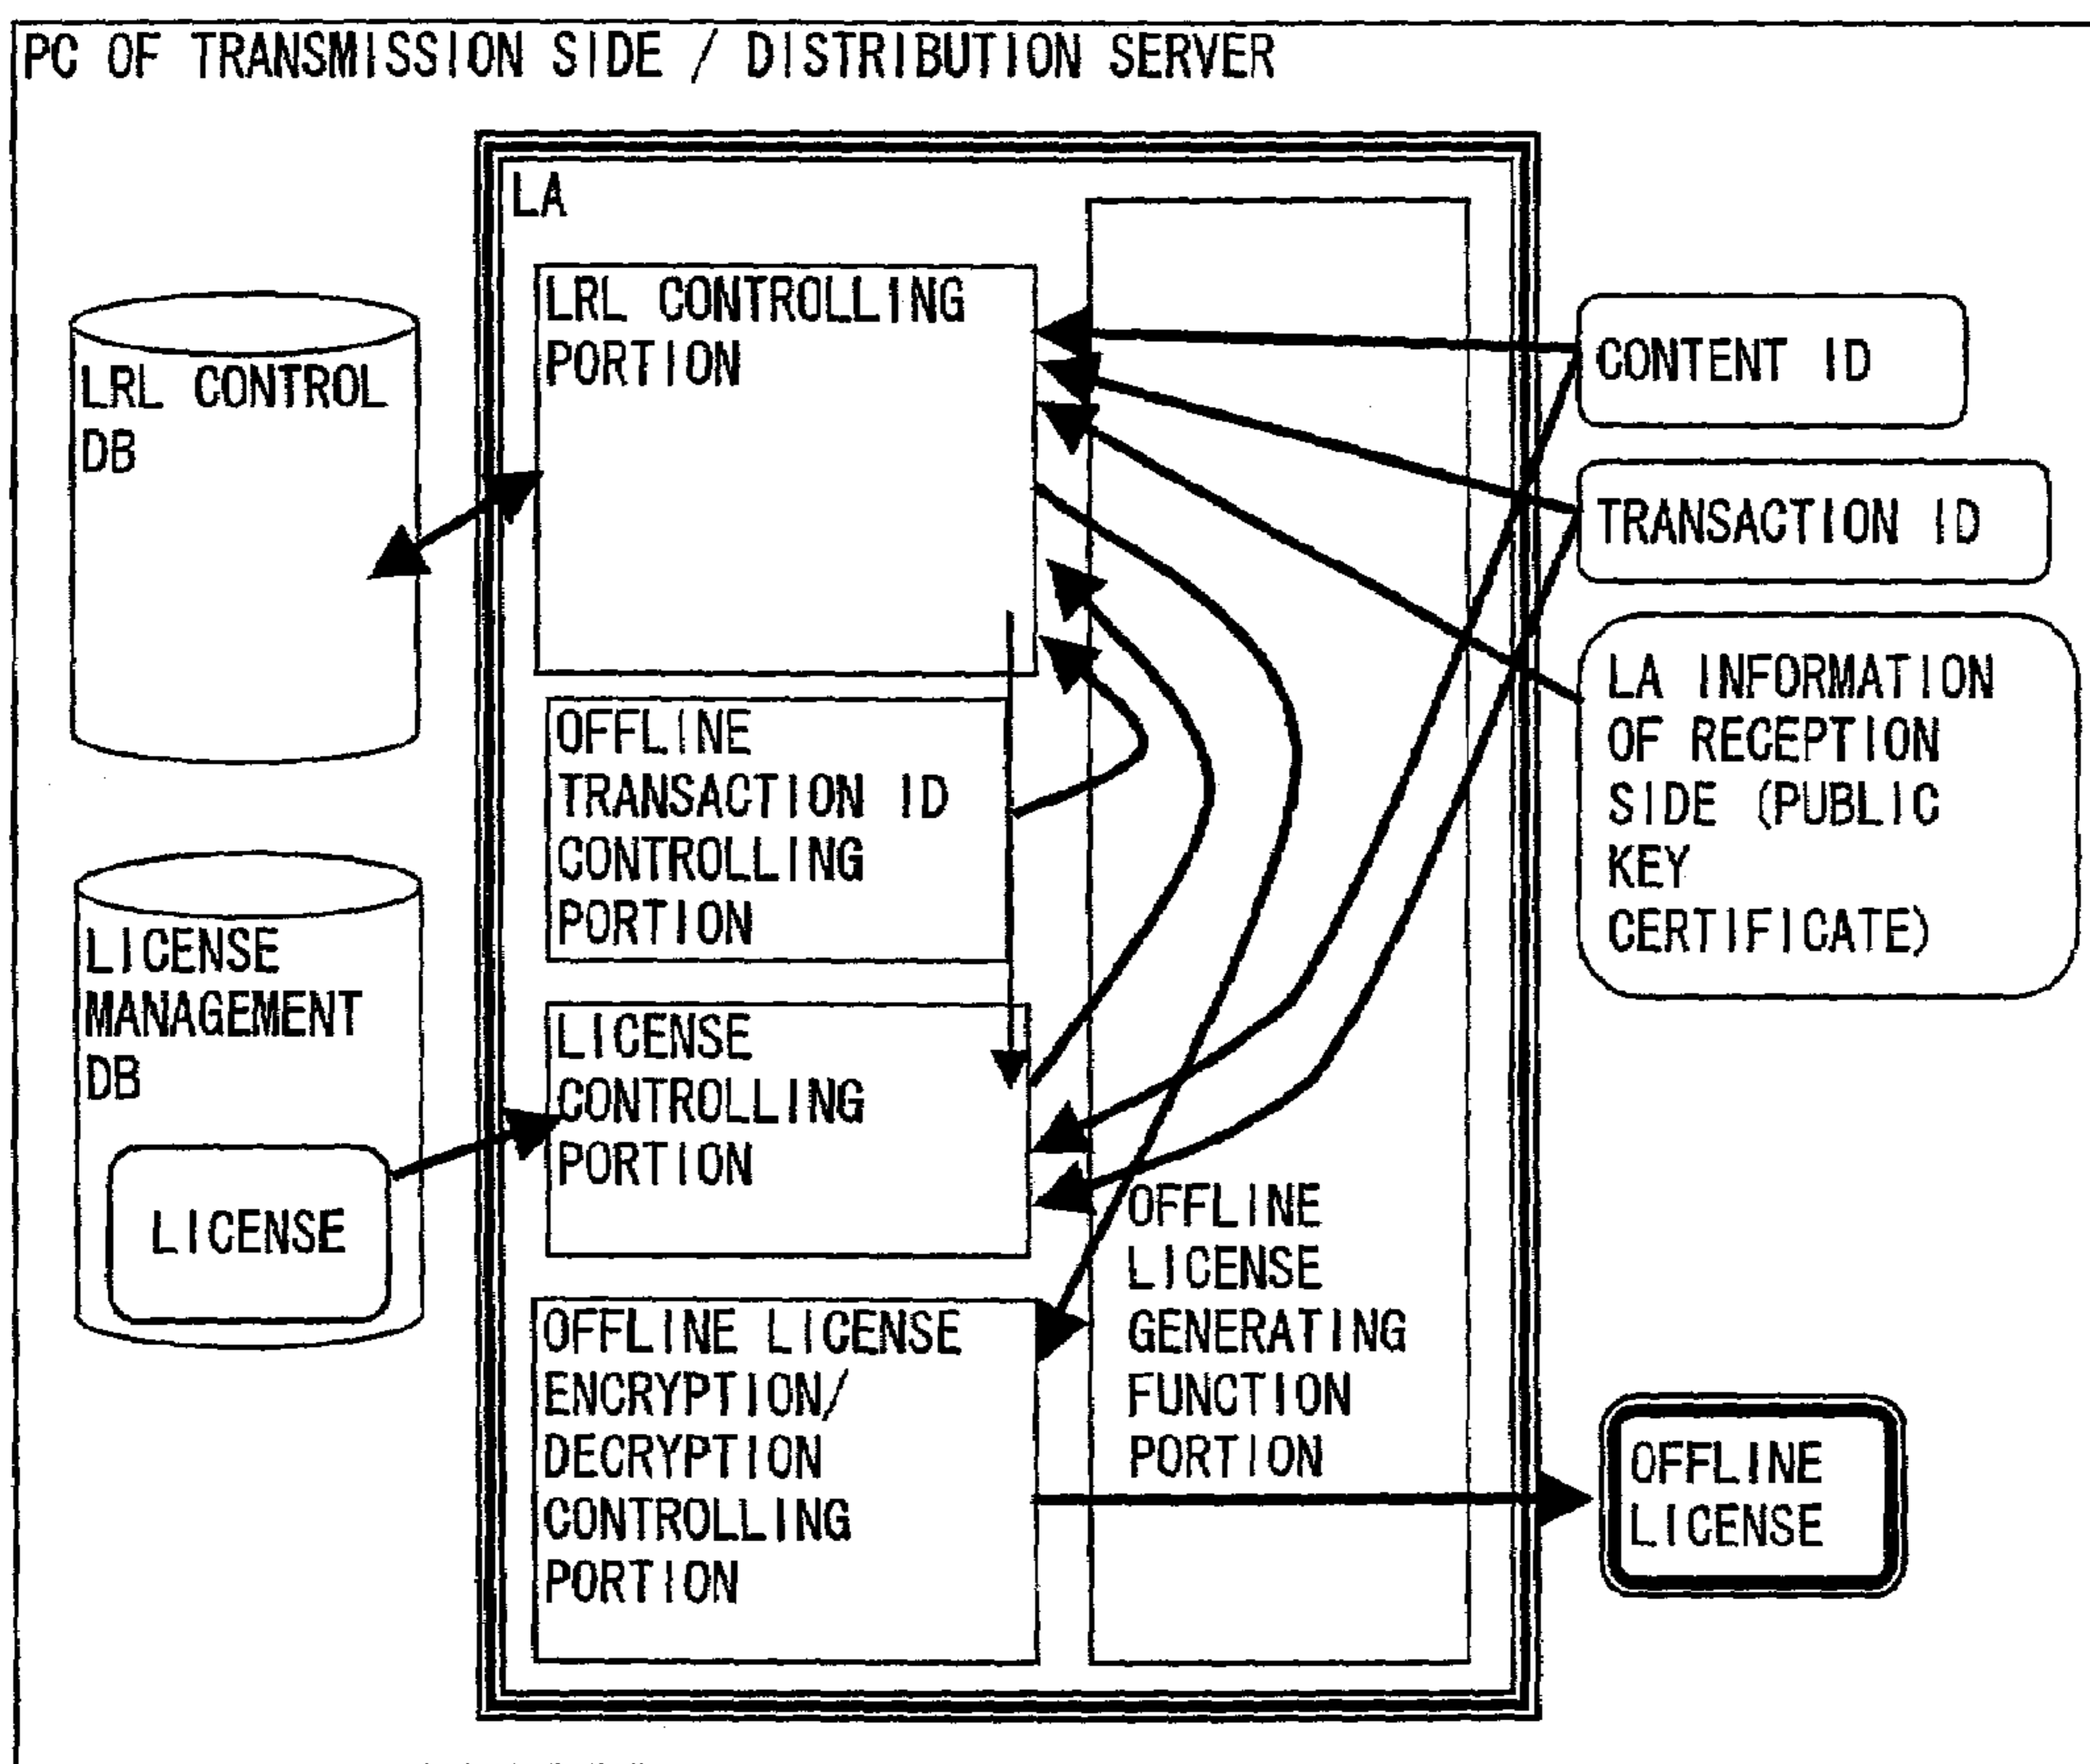 PC OF TRANSMISSION SIDE / DISTRIBUTION SERVER
LA
LRL CONTROLLING
PORTION
LRL CONTROL
DB
CONTENT ID
TRANSACTION ID
LA INFORMATION
OF RECEPTION
SIDE (PUBLIC
KEY
CERTIFICATE)
OFFLINE
TRANSACTION ID
CONTROLLING
PORTION
LICENSE
MANAGEMENT
DB
LICENSE
LICENSE
CONTROLLING
PORTION
OFFLINE
LICENSE
GENERATING
FUNCTION
PORTION
OFFLINE LICENSE
ENCRYPTION/
DECRYPTION
CONTROLLING
PORTION
OFFLINE
LICENSE